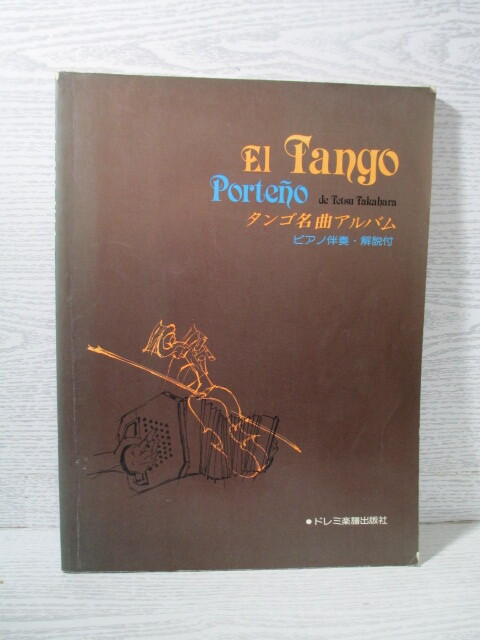 El Tango
Porteño de Tetsu Takahara
タンゴ名曲アルバム
ピアノ伴奏・解説付
●ドレミ楽譜出版社